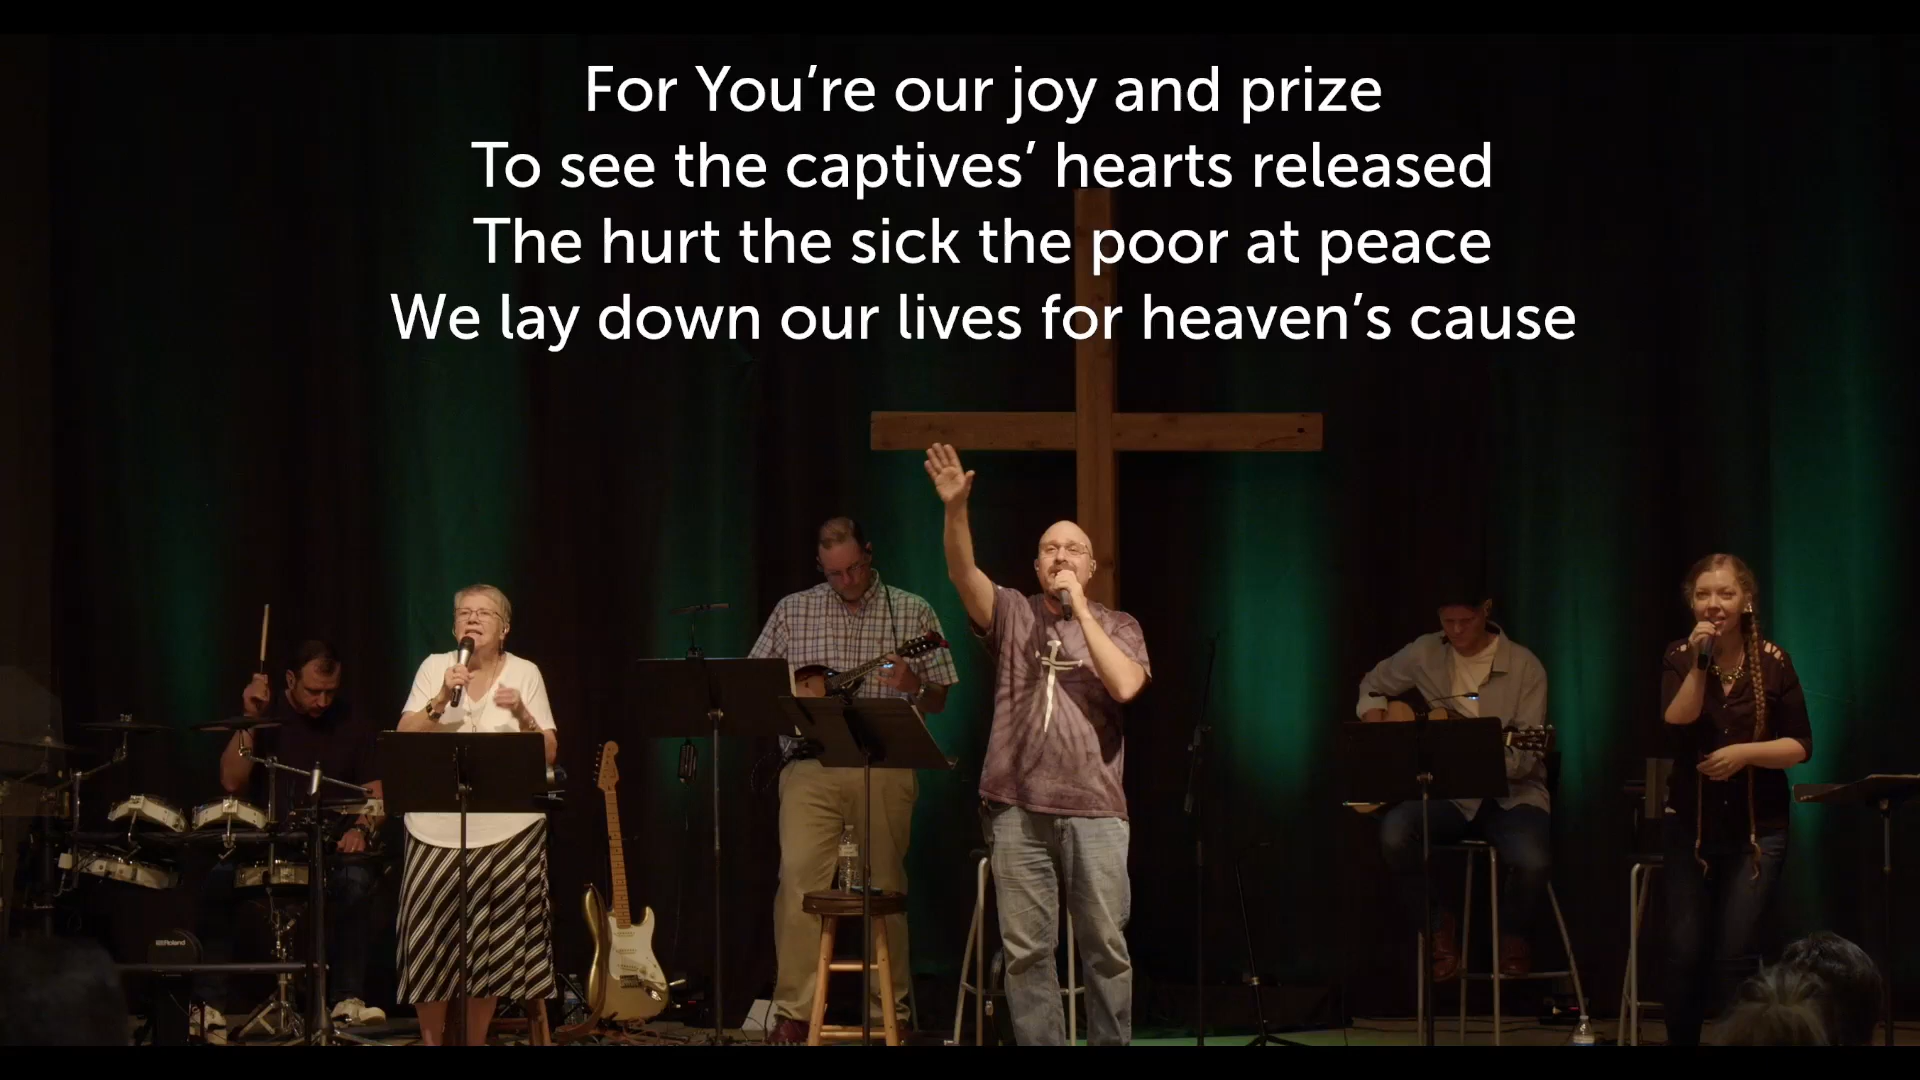 For You’re our joy and prize
To see the captives’ hearts released
The hurt the sick the poor at peace
We lay down our lives for heaven’s cause
Roland